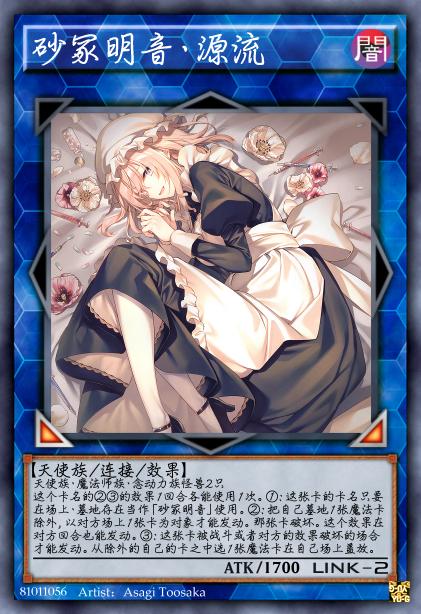 砂冢明音·源流
闇
【天使族/连接/效果】
天使族·魔法师族·念动力族怪兽2只
这个卡名的②③的效果1回合各能使用1次。①:这张卡的卡名只要
在场上·墓地存在当作「砂冢明音」使用。②:把自己墓地1张魔法卡
除外,以对方场上1张卡为对象才能发动。那张卡破坏。这个效果在
对方回合也能发动。③:这张卡被战斗或者对方的效果破坏的场合
才能发动。从除外的自己的卡之中选1张魔法卡在自己场上盖放。
ATK/1700 LINK-2
81011056 Artist: Asagi Toosaka